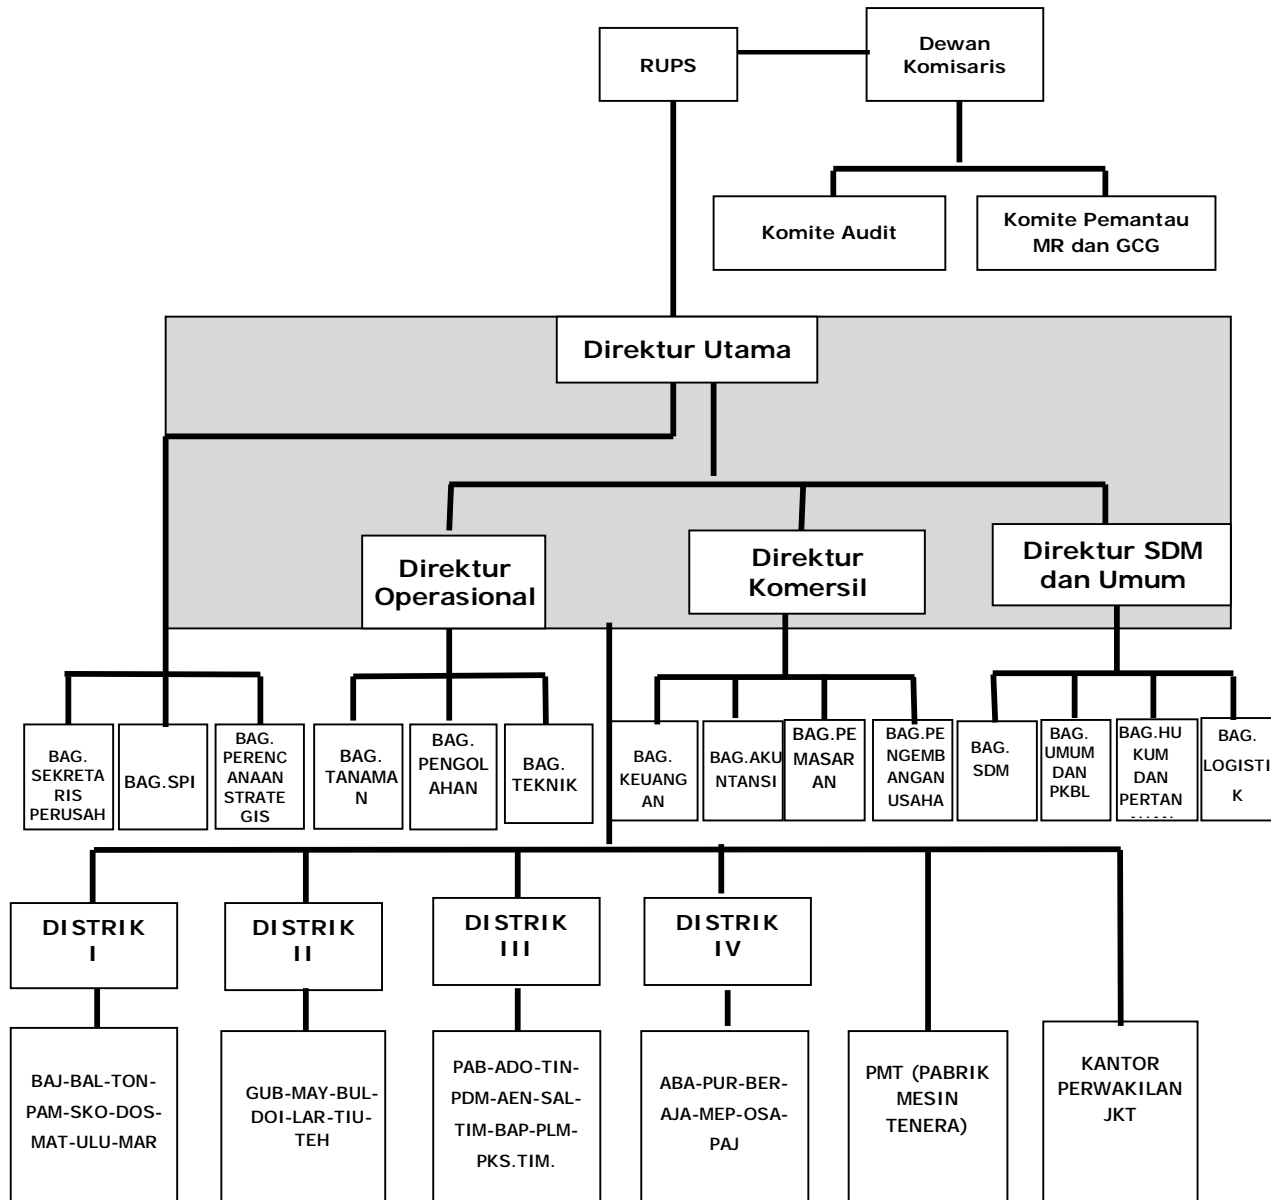 RUPS
Dewan
Komisaris
Komite Audit
Komite Pemantau
MR dan GCG
Direktur Utama
Direktur
Operasional
Direktur
Komersil
Direktur SDM
dan Umum
BAG.
SEKRETA
RIS
PERUSAH
BAG.SPI
BAG.
PERENC
ANAAN
STRATE
GIS
BAG.
TANAMA
N
BAG.
PENGOL
AHAN
BAG.
TEKNIK
BAG.
KEUANG
AN
BAG.AKU
NTANSI
BAG.PE
MASAR
AN
BAG.PE
NGEMB
ANGAN
USAHA
BAG.
SDM
BAG.
UMUM
DAN
PKBL
BAG.HU
KUM
DAN
PERTAN
BAG.
LOGISTI
K
DISTRIK
I
DISTRIK
II
DISTRIK
III
DISTRIK
IV
BAJ-BAL-TON-
PAM-SKO-DOS-
MAT-ULU-MAR
GUB-MAY-BUL-
DOI-LAR-TIU-
TEH
PAB-ADO-TIN-
PDM-AEN-SAL-
TIM-BAP-PLM-
PKS.TIM.
ABA-PUR-BER-
AJA-MEP-OSA-
PAJ
PMT (PABRIK
MESIN
TENERA)
KANTOR
PERWAKILAN
JKT